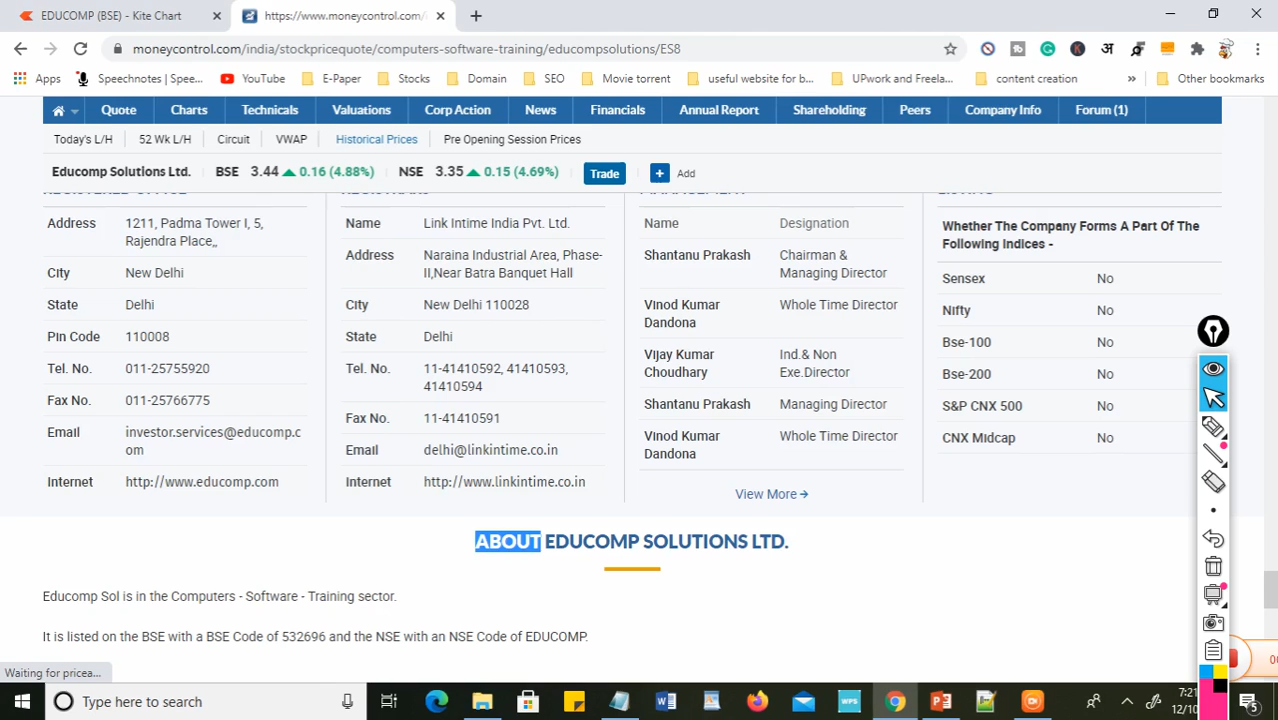 EDUCOMP (BSE) - Kite Chart
https://www.moneycontrol.com/
moneycontrol.com/india/stockpricequote/computers-software-training/educompsolutions/ES8
Apps
Speechnotes | Spee...
YouTube
E-Paper
Stocks
Domain
SEO
Movie torrent
useful website for b...
UPwork and Freela...
content creation
»
Other bookmarks
Quote
Charts
Technicals
Valuations
Corp Action
News
Financials
Annual Report
Shareholding
Peers
Company Info
Forum (1)
Today's L/H
52 Wk L/H
Circuit
VWAP
Historical Prices
Pre Opening Session Prices
Educomp Solutions Ltd. BSE 3.44 0.16 (4.88%) NSE 3.35 0.15 (4.69%) Trade + Add
Address 1211, Padma Tower I, 5,
Rajendra Place,,
City New Delhi
State Delhi
Pin Code 110008
Tel. No. 011-25755920
Fax No. 011-25766775
Email investor.services@educomp.c
om
Internet http://www.educomp.com
Name Link Intime India Pvt. Ltd.
Address Naraina Industrial Area, Phase-
II,Near Batra Banquet Hall
City New Delhi 110028
State Delhi
Tel. No. 11-41410592, 41410593,
41410594
Fax No. 11-41410591
Email delhi@linkintime.co.in
Internet http://www.linkintime.co.in
Name Designation
Shantanu Prakash Chairman &
Managing Director
Vinod Kumar Whole Time Director
Dandona
Vijay Kumar Ind.& Non
Choudhary Exe.Director
Shantanu Prakash Managing Director
Vinod Kumar Whole Time Director
Dandona
View More →
Whether The Company Forms A Part Of The
Following Indices -
Sensex No
Nifty No
Bse-100 No
Bse-200 No
S&P CNX 500 No
CNX Midcap No
ABOUT EDUCOMP SOLUTIONS LTD.
Educomp Sol is in the Computers - Software - Training sector.
It is listed on the BSE with a BSE Code of 532696 and the NSE with an NSE Code of EDUCOMP.
Waiting for pricea...
Type here to search
7:21
12/10
5